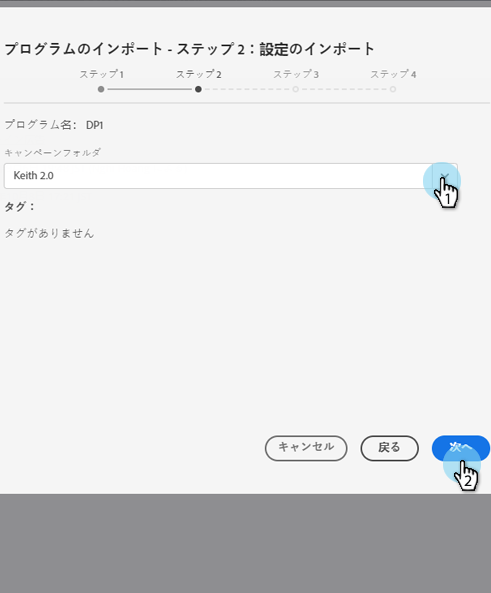 プログラムのインポート - ステップ 2：設定のインポート
ステップ 1 ステップ 2 ステップ 3 ステップ 4
プログラム名： DP1
キャンペーンフォルダ
Keith 2.0
1
タグ：
タグがありません
キャンセル 戻る 次へ
2